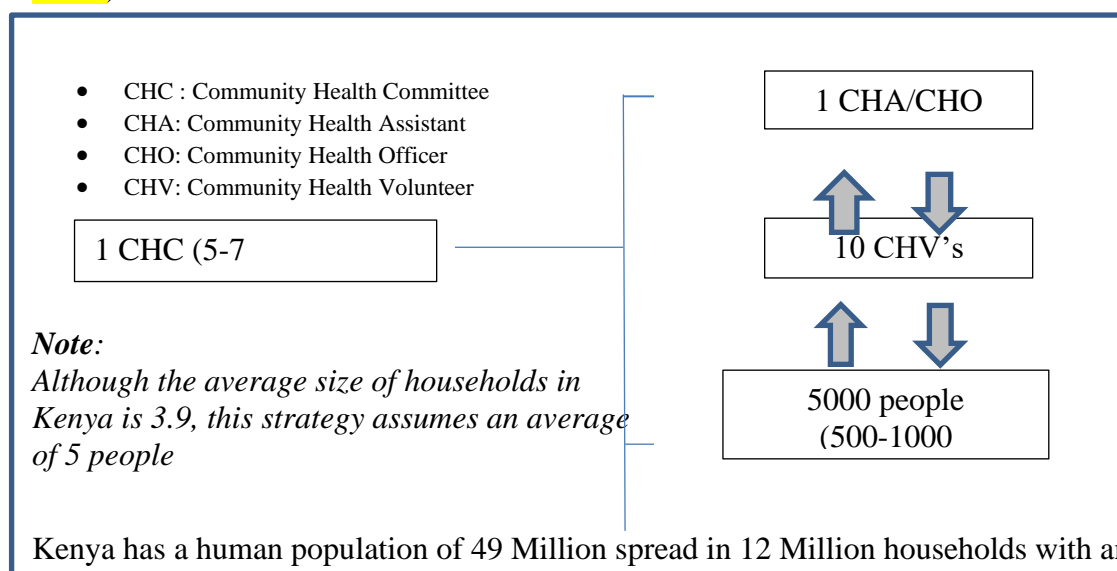 • CHC : Community Health Committee
• CHA: Community Health Assistant
• CHO: Community Health Officer
• CHV: Community Health Volunteer
1 CHC (5-7
Note:
Although the average size of households in
Kenya is 3.9, this strategy assumes an average
of 5 people
1 CHA/CHO
10 CHV’s
5000 people
(500-1000
Kenya has a human population of 49 Million spread in 12 Million households with